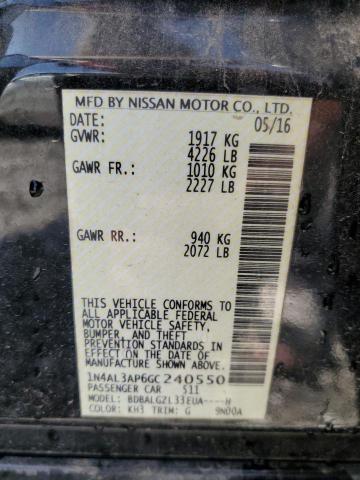 MFD BY NISSAN MOTOR CO., LTD.
DATE: 05/16
GVWR: 1917 KG
4226 LB
GAWR FR.: 1010 KG
2227 LB
GAWR RR.: 940 KG
2072 LB
THIS VEHICLE CONFORMS TO
ALL APPLICABLE FEDERAL
MOTOR VEHICLE SAFETY,
BUMPER, AND THEFT
PREVENTION STANDARDS IN
EFFECT ON THE DATE OF
MANUFACTURE SHOWN ABOVE.
1N4AL3AP6GC240550
PASSENGER CAR 511
MODEL: BDBALGZL33EUA----H
COLOR: KH3 TRIM: G 9N00A